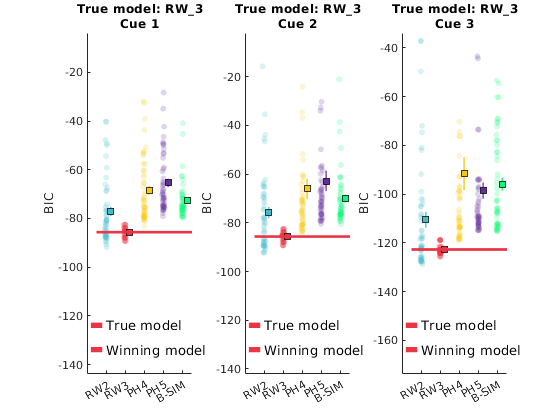 True model: RW_3
Cue 1
True model: RW_3
Cue 2
True model: RW_3
Cue 3
BIC
-20
-40
-60
-80
-100
-120
-140
True model
Winning model
RW2
RW3
PH4
PH5
B-SIM
BIC
-20
-40
-60
-80
-100
-120
-140
True model
Winning model
RW2
RW3
PH4
PH5
B-SIM
BIC
-40
-60
-80
-100
-120
-140
-160
True model
Winning model
RW2
RW3
PH4
PH5
B-SIM